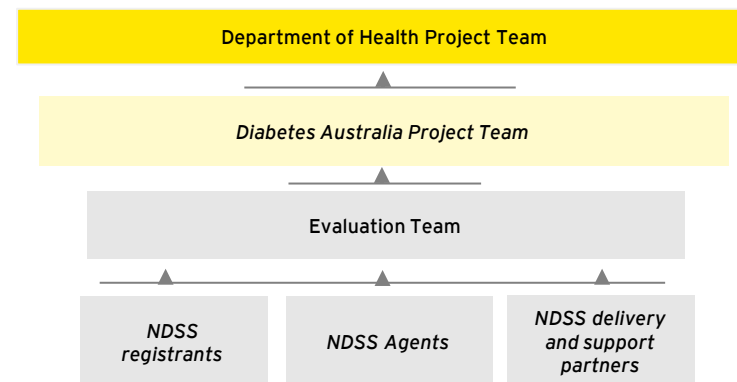 Department of Health Project Team
Diabetes Australia Project Team
Evaluation Team
NDSS
registrants
NDSS Agents
NDSS delivery
and support
partners